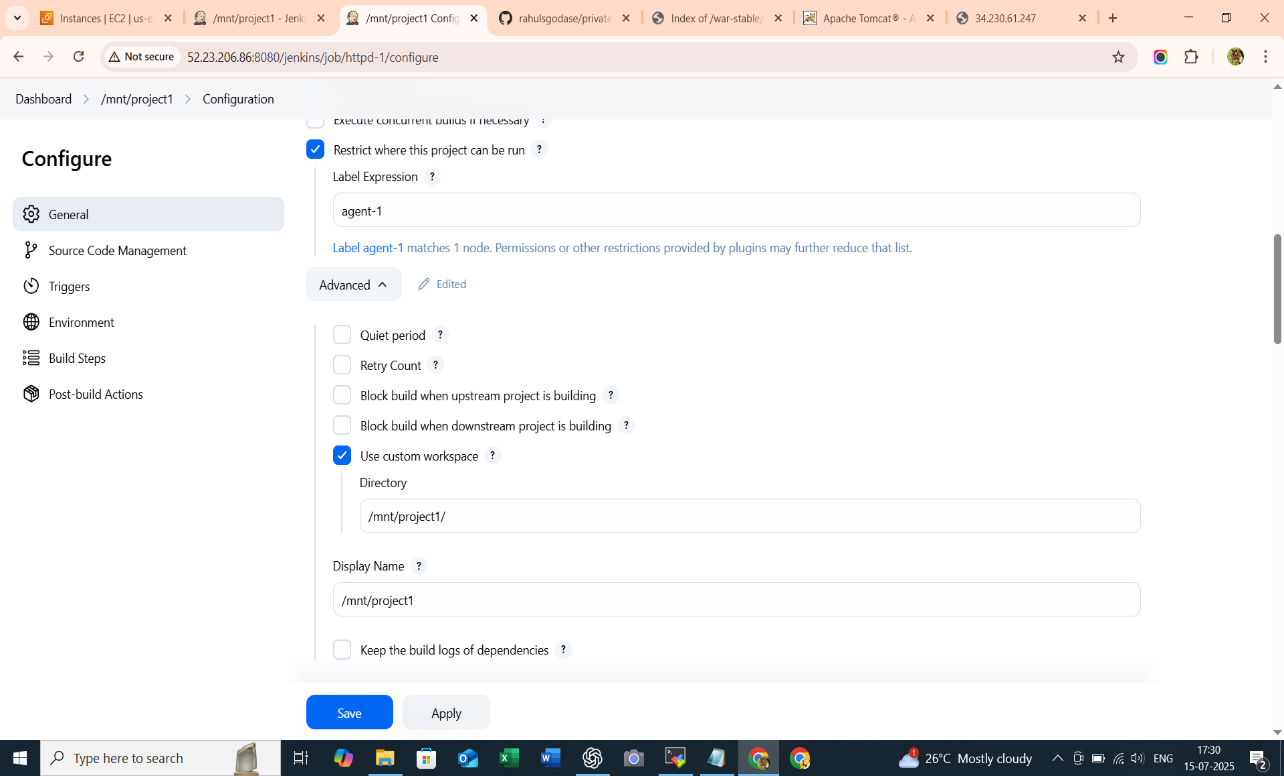 Instances | EC2 | us-e
/mnt/project1 - Jenki
/mnt/project1 Config
rahulsgodase/private
Index of /war-stable/
Apache Tomcat® - A
34.230.61.247
Not secure
52.23.206.86:8080/jenkins/job/httpd-1/configure
Dashboard > /mnt/project1 > Configuration
Configure
General
Source Code Management
Triggers
Environment
Build Steps
Post-build Actions
Execute concurrent builds if necessary ?
Restrict where this project can be run ?
Label Expression ?
agent-1
Label agent-1 matches 1 node. Permissions or other restrictions provided by plugins may further reduce that list.
Advanced
Edited
Quiet period ?
Retry Count ?
Block build when upstream project is building ?
Block build when downstream project is building ?
Use custom workspace ?
Directory
/mnt/project1/
Display Name ?
/mnt/project1
Keep the build logs of dependencies ?
Save
Apply
Type here to search
1
26°C Mostly cloudy
ENG
17:30
15-07-2025
2